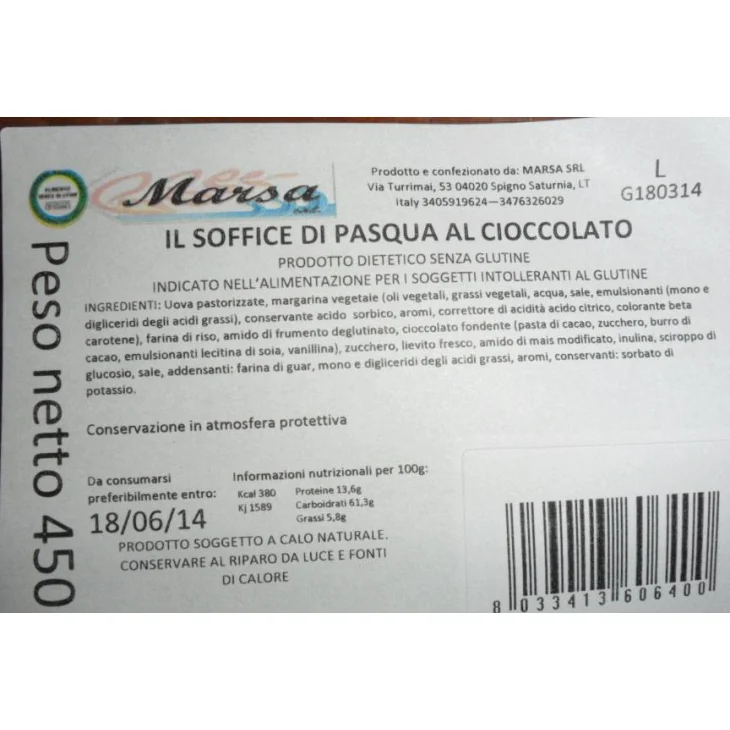 Marsa
Prodotto e confezionato da: MARSA SRL
Via Turrimai, 53 04020 Spigno Saturnia, LT
Italy 3405919624—3476326029
L
G180314
IL SOFFICE DI PASQUA AL CIOCCOLATO
PRODOTTO DIETETICO SENZA GLUTINE
INDICATO NELL'ALIMENTAZIONE PER I SOGGETTI INTOLLERANTI AL GLUTINE
INGREDIENTI: Uova pastorizzate, margarina vegetale (oli vegetali, grassi vegetali, acqua, sale, emulsionanti (mono e
digliceridi degli acidi grassi), conservante acido sorbico, aromi, correttore di acidità acido citrico, colorante beta
carotene), farina di riso, amido di frumento deglutinato, cioccolato fondente (pasta di cacao, zucchero, burro di
cacao, emulsionanti lecitina di soia, vanillina), zucchero, lievito fresco, amido di mais modificato, inulina, sciroppo di
glucosio, sale, addensanti: farina di guar, mono e digliceridi degli acidi grassi, aromi, conservanti: sorbato di
potassio.
Peso netto 450
Conservazione in atmosfera protettiva
Da consumarsi
preferibilmente entro:
18/06/14
Informazioni nutrizionali per 100g:
Kcal 380 Proteine 13,6g
Kj 1589 Carboidrati 61,3g
Grassi 5,8g
PRODOTTO SOGGETTO A CALO NATURALE.
CONSERVARE AL RIPARO DA LUCE E FONTI
DI CALORE
8 033413 606400